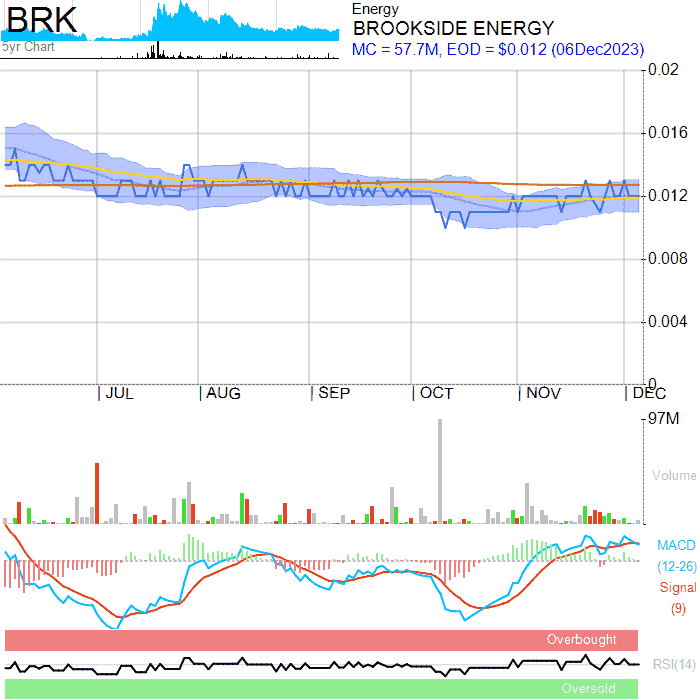 BRK
5yr Chart
Energy
BROOKSIDE ENERGY
MC = 57.7M, EOD = $0.012 (06Dec2023)
0.02
0.016
0.012
0.008
0.004
0
JUL AUG SEP OCT NOV DEC
97M
Volume
MACD
(12-26)
Signal
(9)
Overbought
RSI(14)
Oversold